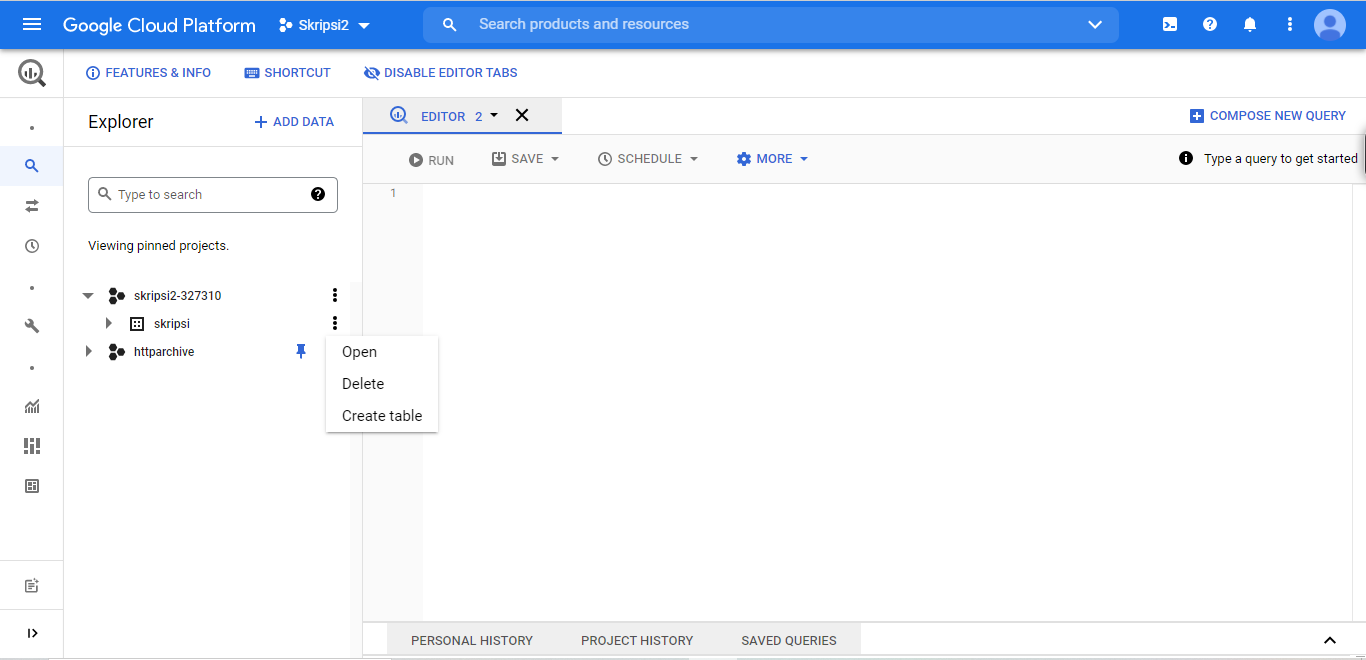 Google Cloud Platform
Skripsi2
Search products and resources
FEATURES & INFO
SHORTCUT
DISABLE EDITOR TABS
Explorer
ADD DATA
EDITOR 2
COMPOSE NEW QUERY
RUN
SAVE
SCHEDULE
MORE
Type a query to get started
Type to search
1
Viewing pinned projects.
skripsi2-327310
skripsi
httparchive
Open
Delete
Create table
PERSONAL HISTORY
PROJECT HISTORY
SAVED QUERIES